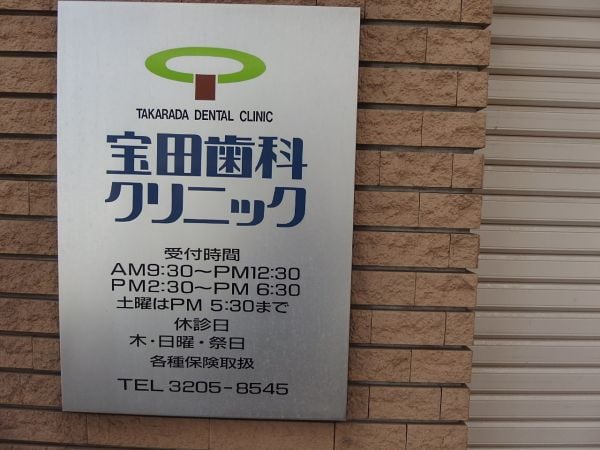 TAKARADA DENTAL CLINIC
宝田歯科
クリニック
受付時間
AM9:30～PM12:30
PM2:30～PM 6:30
土曜はPM 5:30まで
休診日
木・日曜・祭日
各種保険取扱
TEL 3205-8545